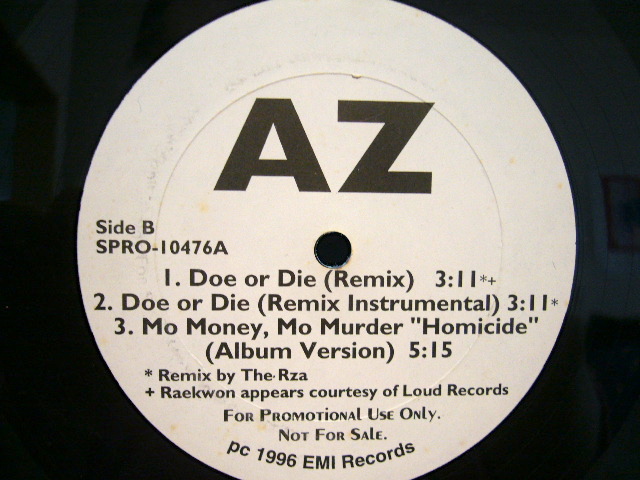 AZ
Side B
SPRO-10476A
1. Doe or Die (Remix) 3:11*+
2. Doe or Die (Remix Instrumental) 3:11*
3. Mo Money, Mo Murder "Homicide"
(Album Version) 5:15
* Remix by The Rza
+ Raekwon appears courtesy of Loud Records
For Promotional Use Only.
Not For Sale.
pc 1996 EMI Records